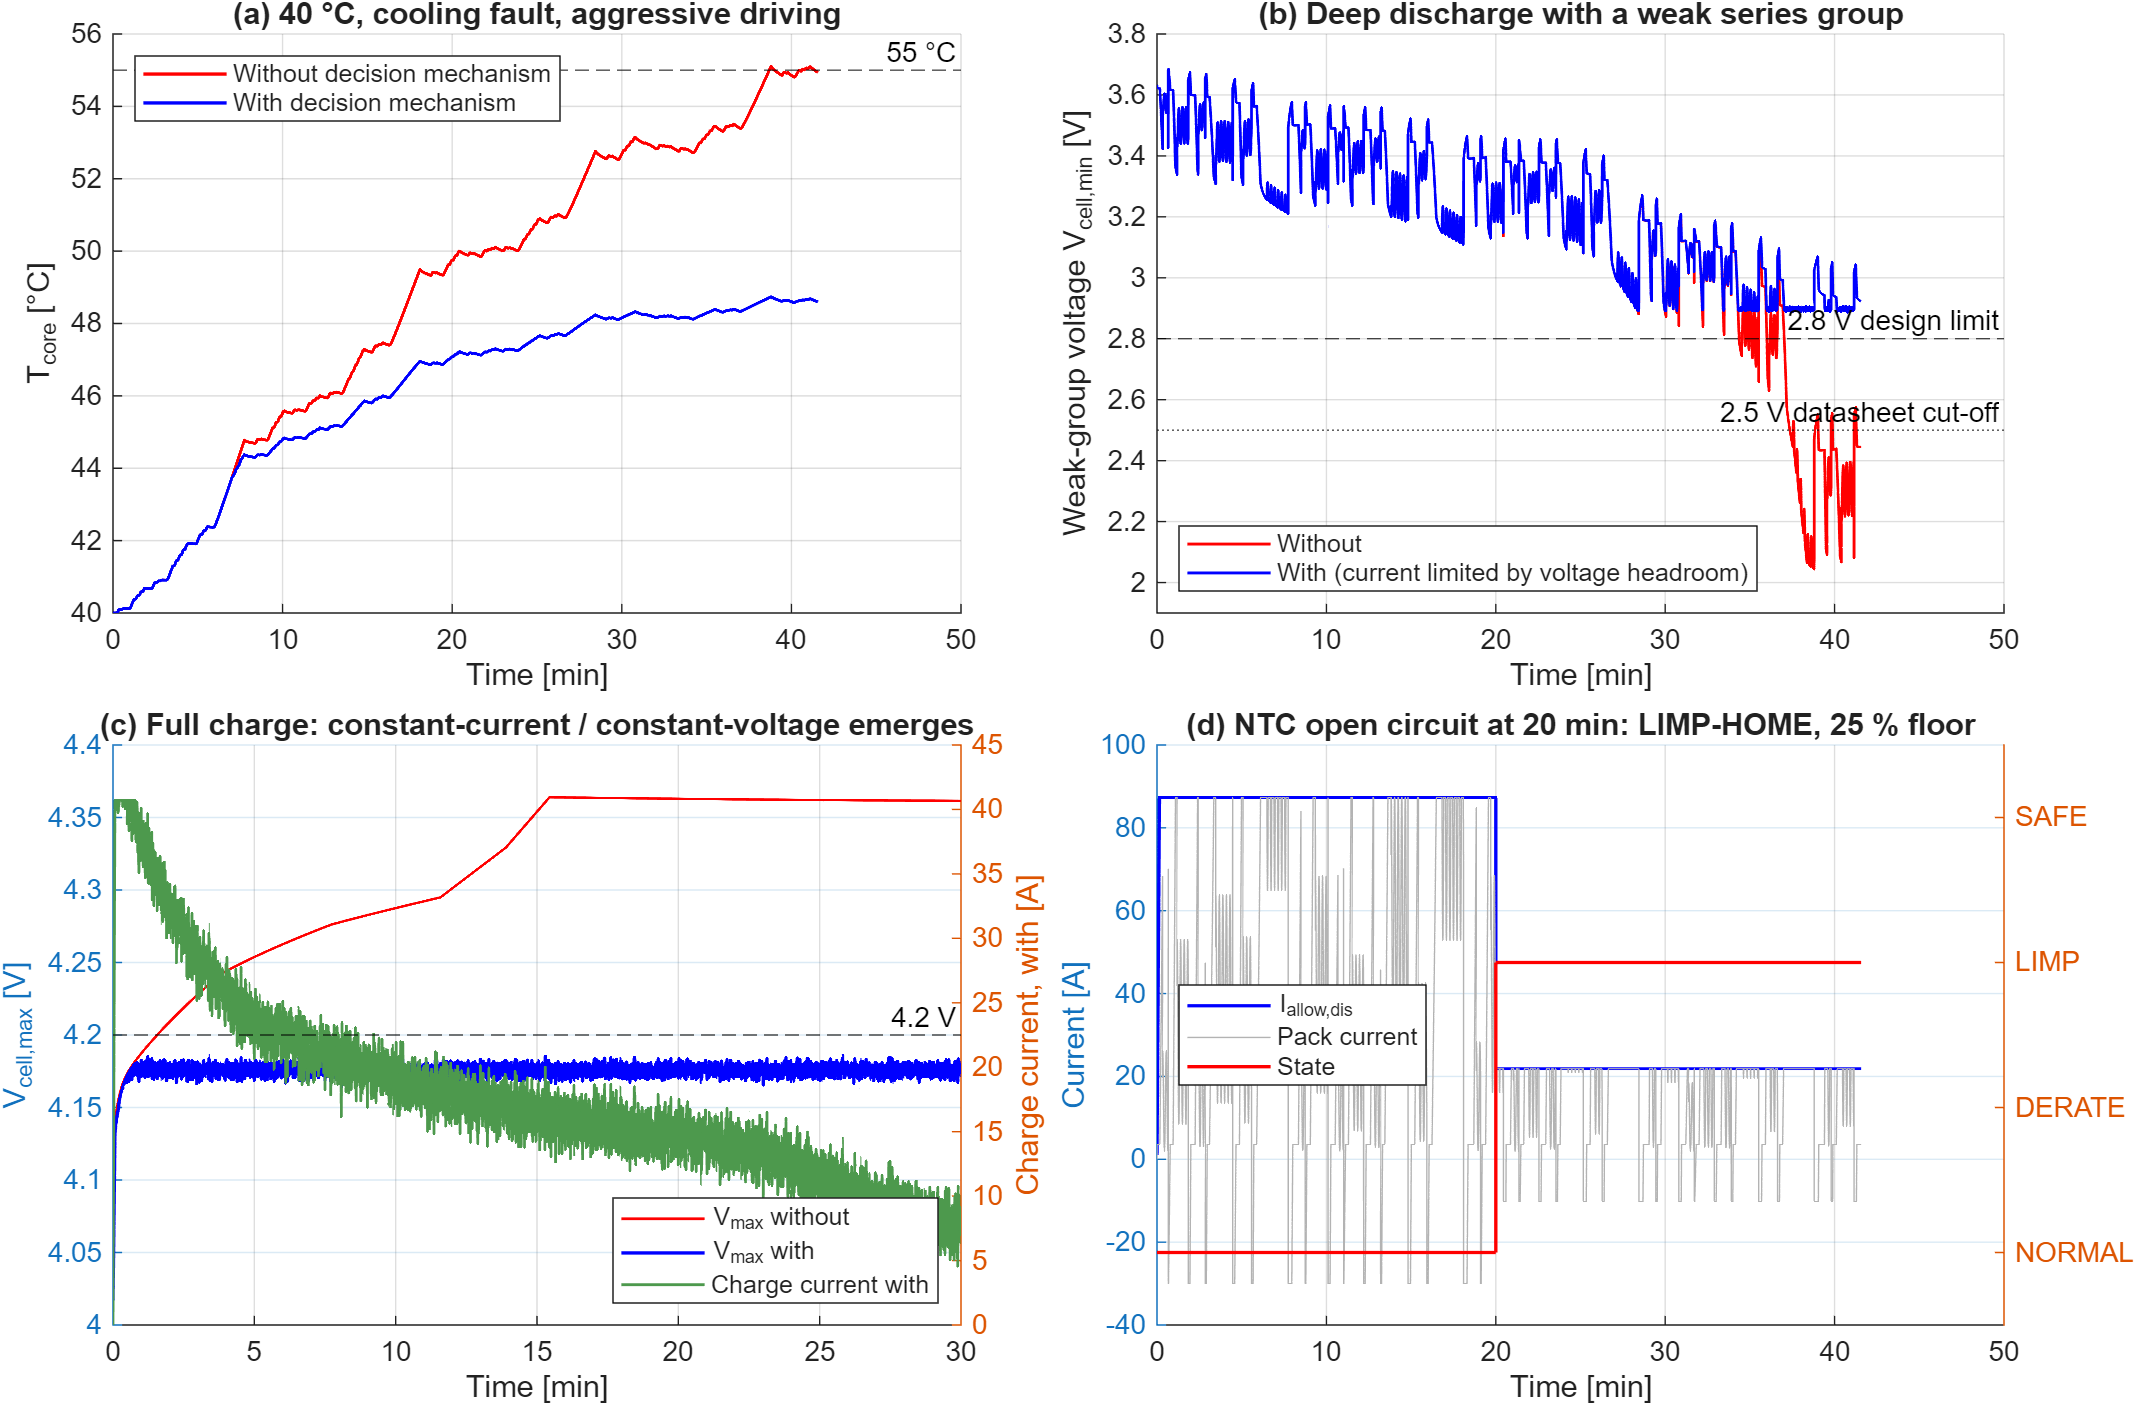 (a) 40 °C, cooling fault, aggressive driving
56
54
52
50
48
46
44
42
40
T_core [°C]
Without decision mechanism
With decision mechanism
55 °C
0 10 20 30 40 50
Time [min]
(b) Deep discharge with a weak series group
3.8
3.6
3.4
3.2
3
2.8
2.6
2.4
2.2
2
Weak-group voltage V_cell,min [V]
2.8 V design limit
2.5 V datasheet cut-off
Without
With (current limited by voltage headroom)
0 10 20 30 40 50
Time [min]
(c) Full charge: constant-current / constant-voltage emerges
4.4
4.35
4.3
4.25
4.2
4.15
4.1
4.05
4
V_cell,max [V]
4.2 V
V_max without
V_max with
Charge current with
45
40
35
30
25
20
15
10
5
0
Charge current, with [A]
0 5 10 15 20 25 30
Time [min]
(d) NTC open circuit at 20 min: LIMP-HOME, 25 % floor
100
80
60
40
20
0
-20
-40
Current [A]
I_allow,dis
Pack current
State
SAFE
LIMP
DERATE
NORMAL
0 10 20 30 40 50
Time [min]